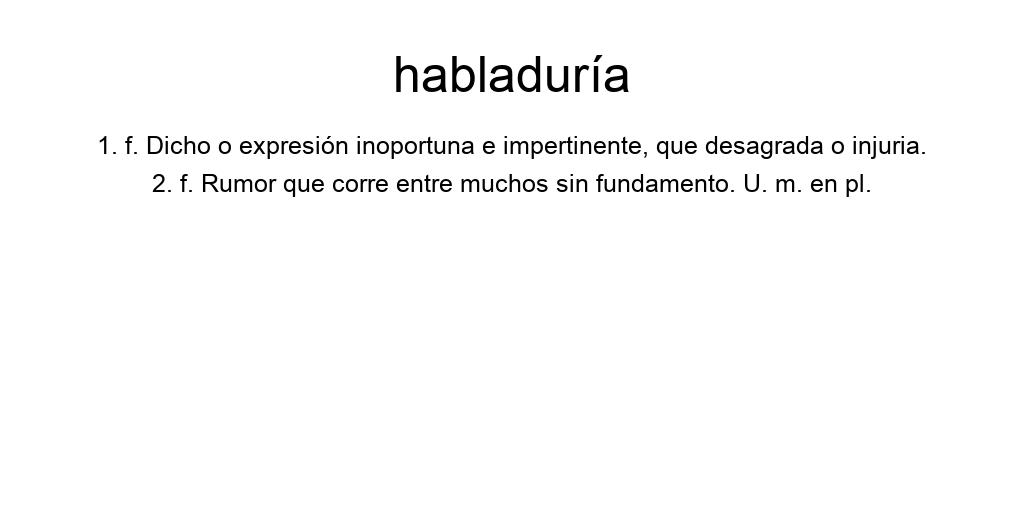 habladuría
1. f. Dicho o expresión inoportuna e impertinente, que desagrada o injuria.
2. f. Rumor que corre entre muchos sin fundamento. U. m. en pl.